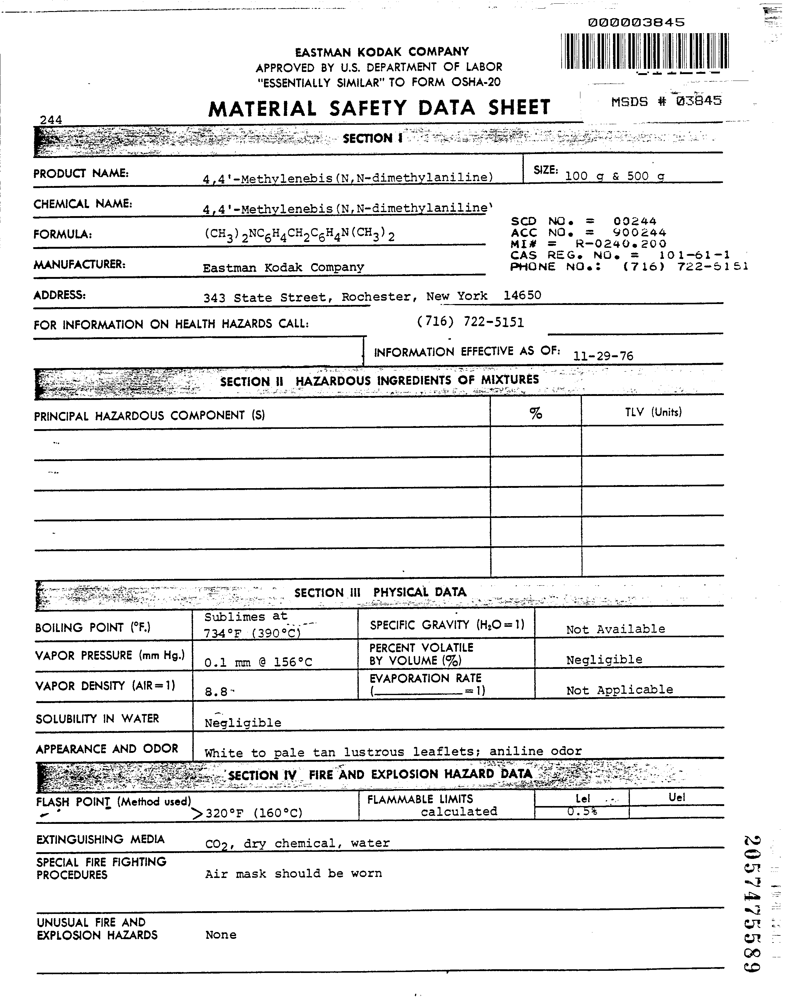 000003845
EASTMAN KODAK COMPANY
APPROVED BY U.S. DEPARTMENT OF LABOR
"ESSENTIALLY SIMILAR" TO FORM OSHA-20
MATERIAL SAFETY DATA SHEET
MSDS # 03845
244
SECTION I
PRODUCT NAME: 4,4'-Methylenebis(N,N-dimethylaniline) SIZE: 100 g & 500 g
CHEMICAL NAME: 4,4'-Methylenebis(N,N-dimethylaniline'
SCD NO. = 00244
FORMULA: (CH3)2NC6H4CH2C6H4N(CH3)2 ACC NO. = 900244
MI# = R-0240.200
CAS REG. NO. = 101-61-1
MANUFACTURER: Eastman Kodak Company PHONE NO.: (716) 722-5151
ADDRESS: 343 State Street, Rochester, New York 14650
FOR INFORMATION ON HEALTH HAZARDS CALL: (716) 722-5151
INFORMATION EFFECTIVE AS OF: 11-29-76
SECTION II HAZARDOUS INGREDIENTS OF MIXTURES
PRINCIPAL HAZARDOUS COMPONENT (S) % TLV (Units)
SECTION III PHYSICAL DATA
BOILING POINT (°F.) Sublimes at
734°F (390°C) SPECIFIC GRAVITY (H2O=1) Not Available
VAPOR PRESSURE (mm Hg.) 0.1 mm @ 156°C PERCENT VOLATILE
BY VOLUME (%) Negligible
VAPOR DENSITY (AIR=1) 8.8 EVAPORATION RATE
(________=1) Not Applicable
SOLUBILITY IN WATER Negligible
APPEARANCE AND ODOR White to pale tan lustrous leaflets; aniline odor
SECTION IV FIRE AND EXPLOSION HAZARD DATA
FLASH POINT (Method used) >320°F (160°C) FLAMMABLE LIMITS
calculated Lel 0.5% Uel
EXTINGUISHING MEDIA CO2, dry chemical, water
SPECIAL FIRE FIGHTING
PROCEDURES Air mask should be worn
UNUSUAL FIRE AND
EXPLOSION HAZARDS None
2057475589